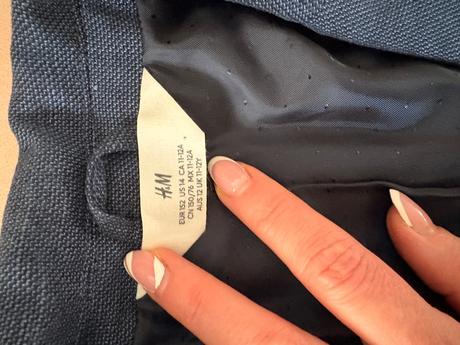 H&M
EUR 152 US 14 CA 11-12A
CN 150/76 MX 11-12A
AUS 12 UK 11-12Y